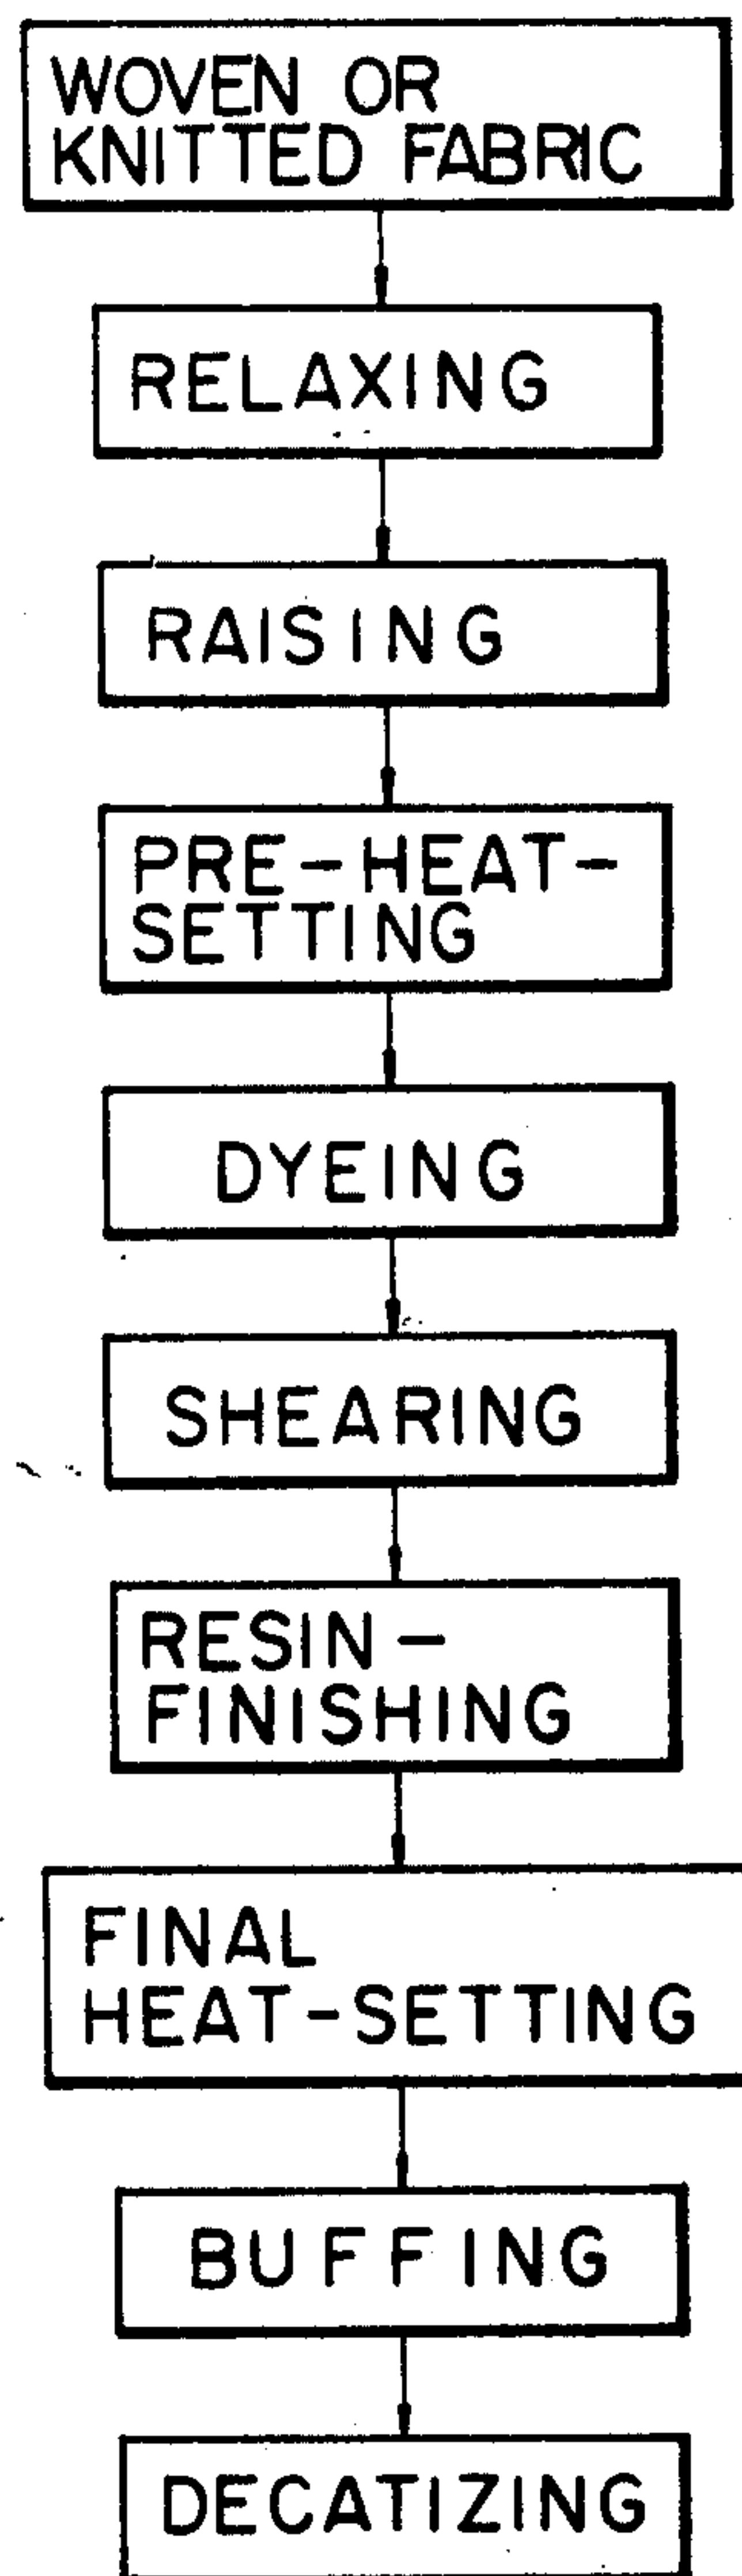 WOVEN OR
KNITTED FABRIC
RELAXING
RAISING
PRE-HEAT-
SETTING
DYEING
SHEARING
RESIN-
FINISHING
FINAL
HEAT-SETTING
BUFFING
DECATIZING